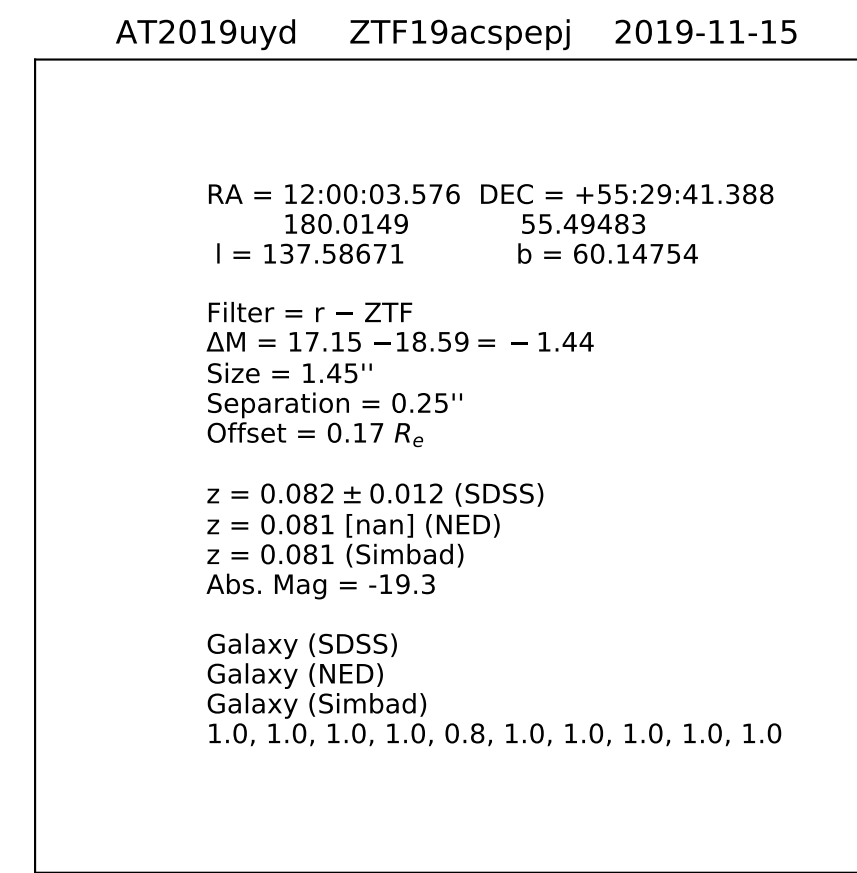 AT2019uyd ZTF19acspepj 2019-11-15
RA = 12:00:03.576 DEC = +55:29:41.388
180.0149 55.49483
l = 137.58671 b = 60.14754
Filter = r − ZTF
ΔM = 17.15 −18.59 = − 1.44
Size = 1.45''
Separation = 0.25''
Offset = 0.17 Re
z = 0.082 ± 0.012 (SDSS)
z = 0.081 [nan] (NED)
z = 0.081 (Simbad)
Abs. Mag = -19.3
Galaxy (SDSS)
Galaxy (NED)
Galaxy (Simbad)
1.0, 1.0, 1.0, 1.0, 0.8, 1.0, 1.0, 1.0, 1.0, 1.0